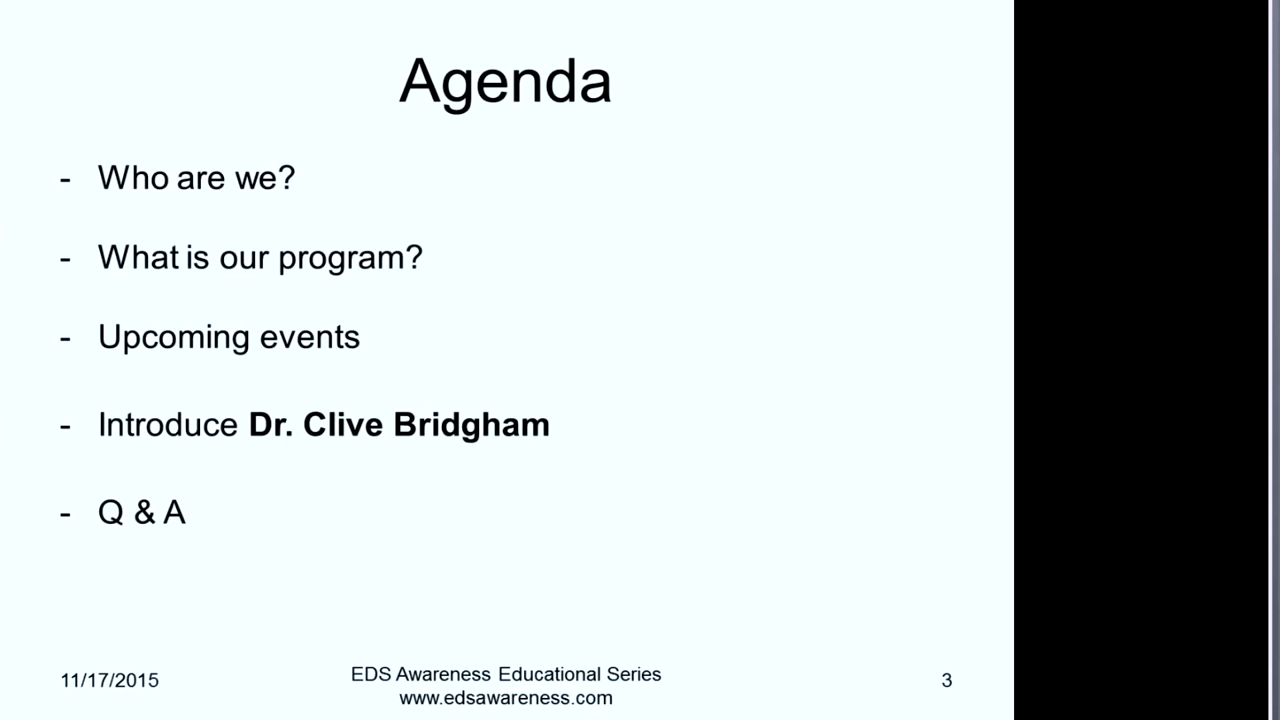 Agenda
- Who are we?
- What is our program?
- Upcoming events
- Introduce Dr. Clive Bridgham
- Q & A
11/17/2015
EDS Awareness Educational Series
www.edsawareness.com
3